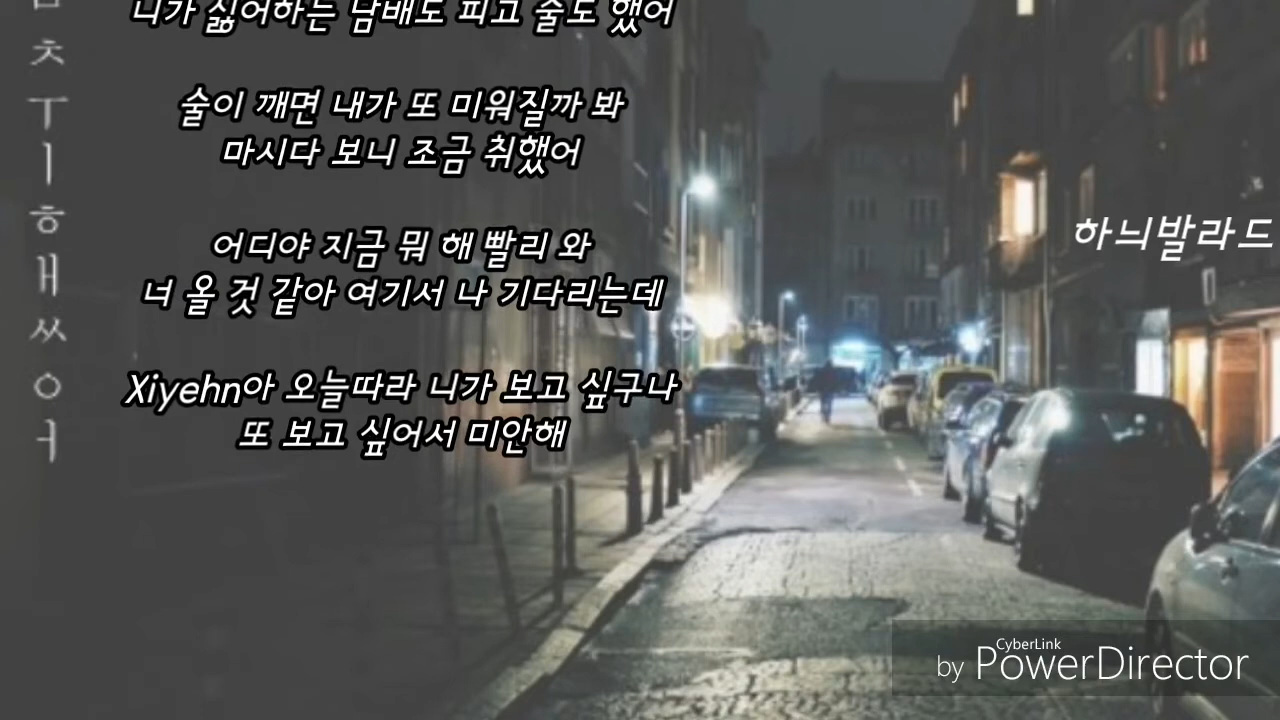 니가 싫어하는 담배도 피고 술도 했어
술이 깨면 내가 또 미워질까 봐
마시다 보니 조금 취했어
어디야 지금 뭐 해 빨리 와
너 올 것 같아 여기서 나 기다리는데
Xiyehn아 오늘따라 니가 보고 싶구나
또 보고 싶어서 미안해
ㅊㅜㅣㅎㅐㅆㅇㅓ
하늬발라드
by CyberLink PowerDirector